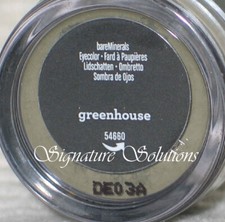 bareMinerals
Eyecolor • Fard à Paupières
Lidschatten • Ombretto
Sombra de Ojos
greenhouse
54660
Signature Solutions
DE03A